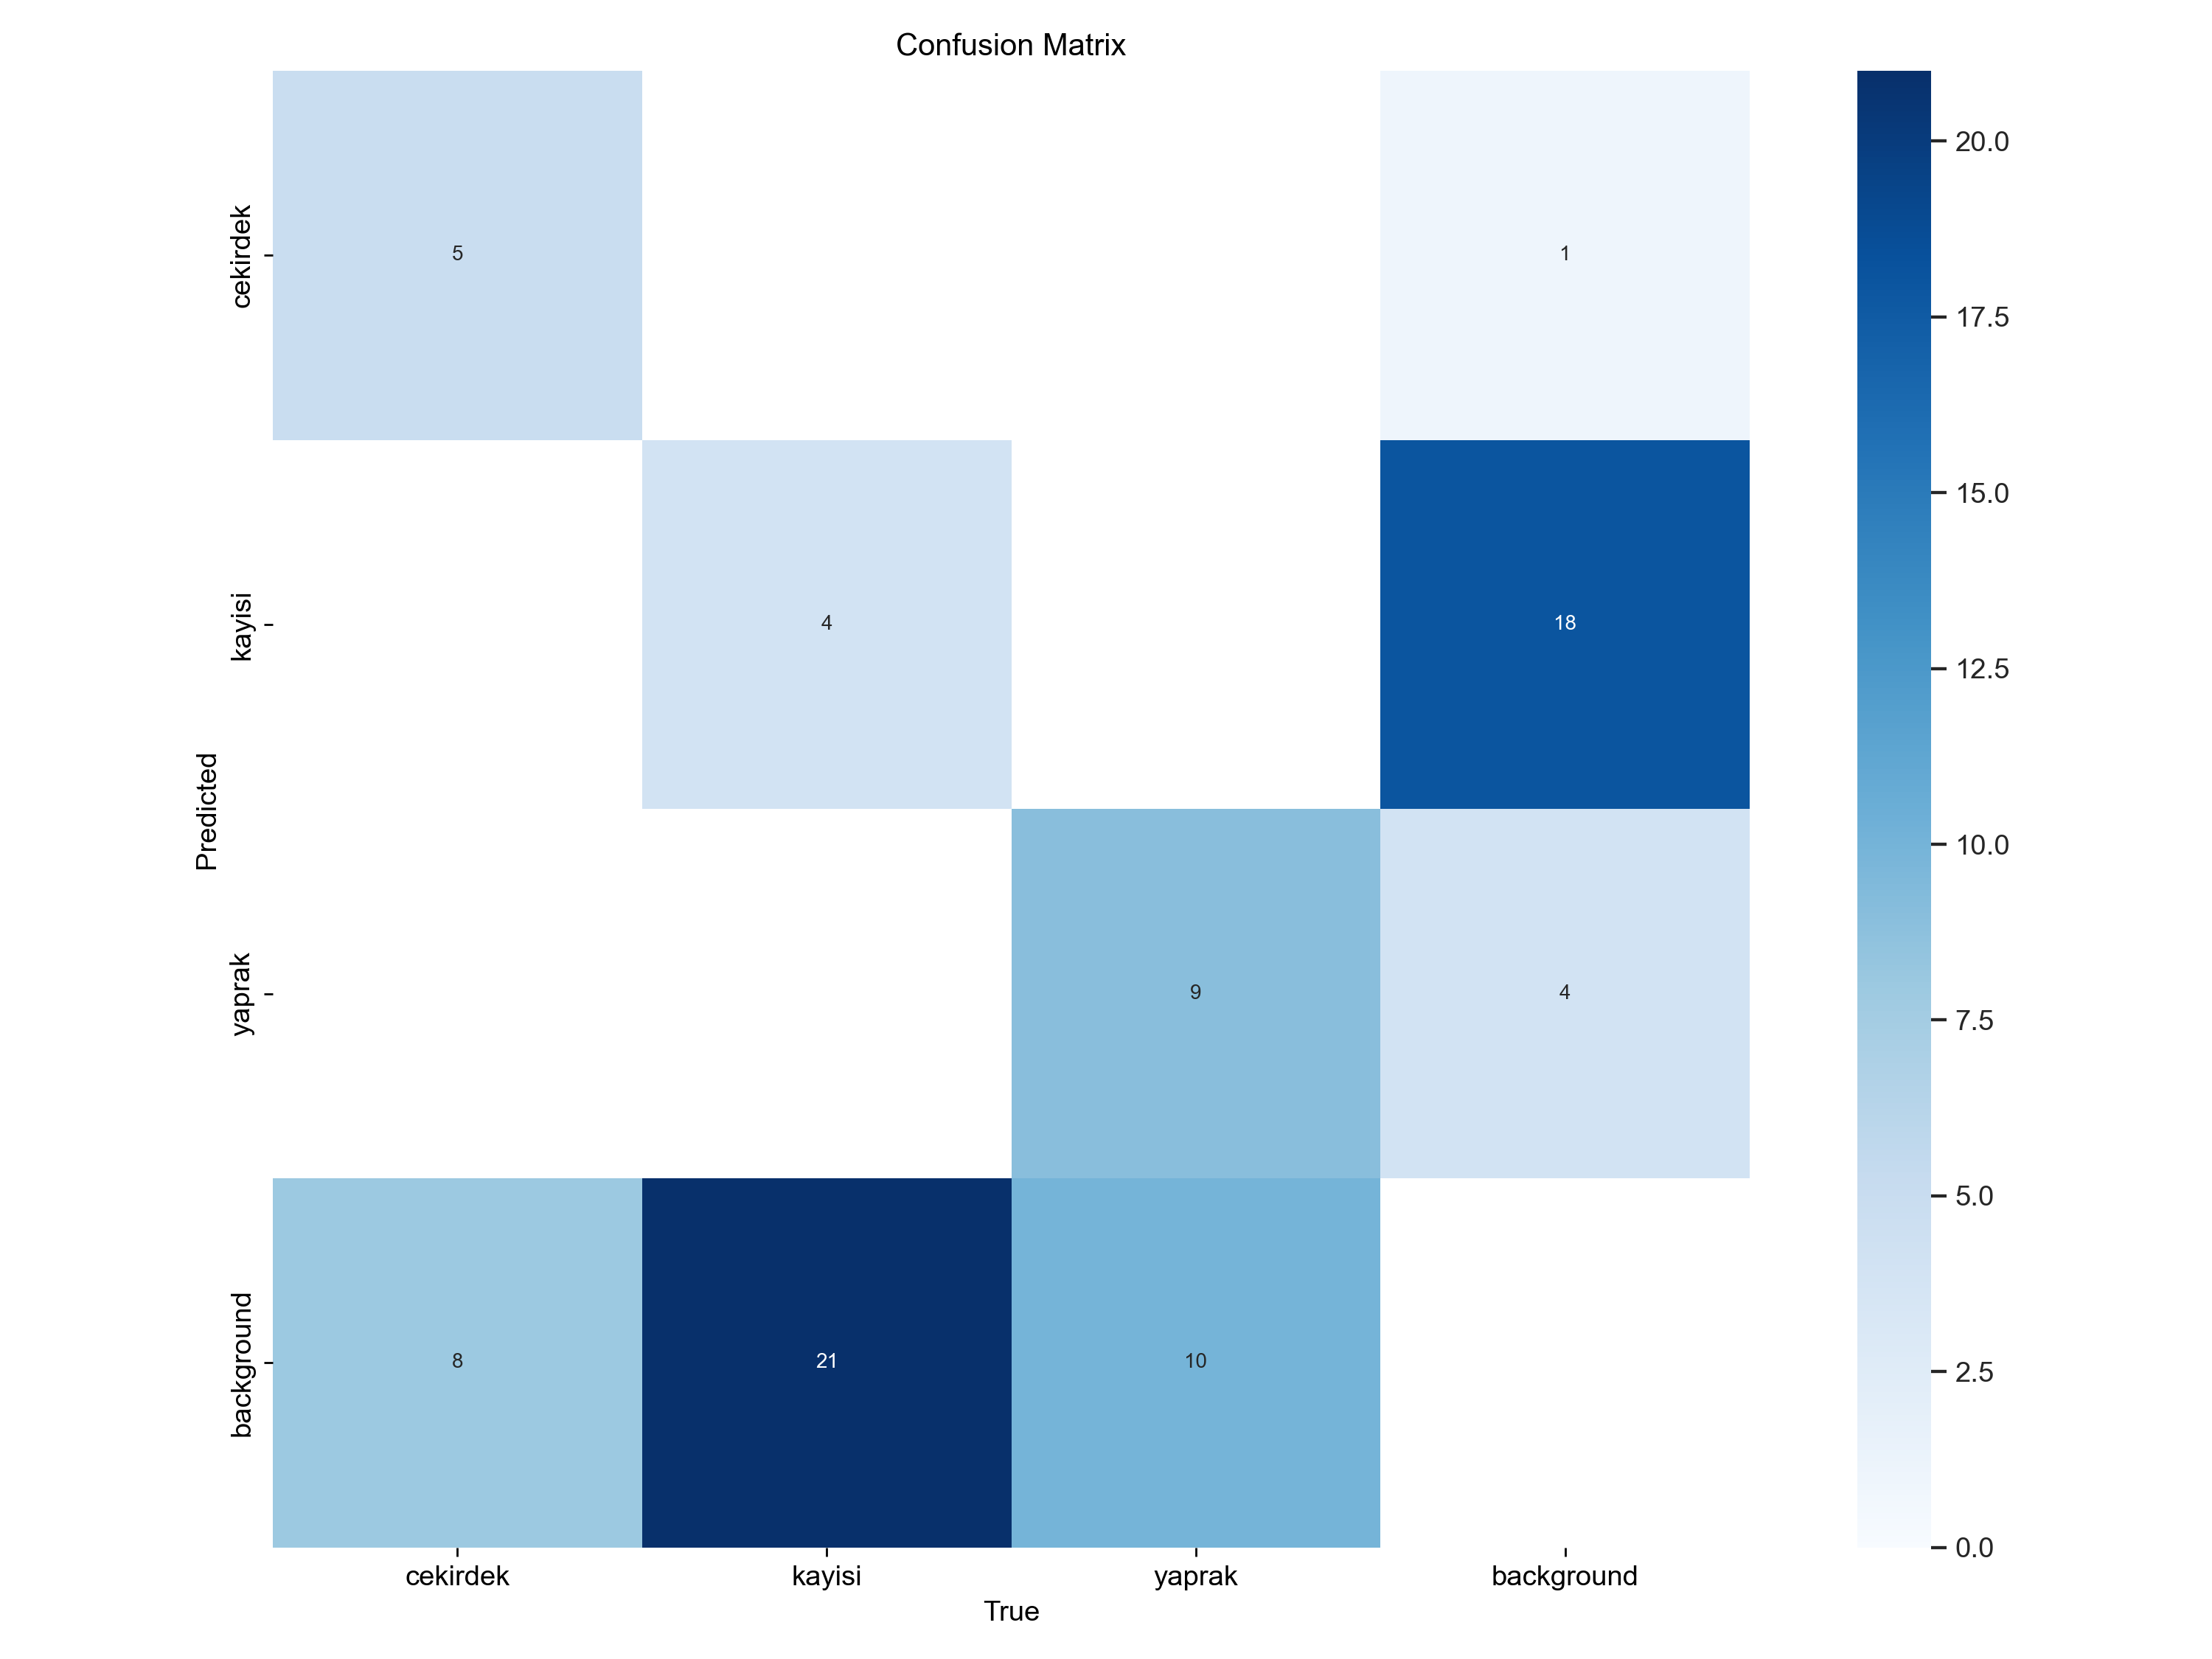 Confusion Matrix
cekirdek
5
1
kayisi
4
18
yaprak
9
4
background
8
21
10
Predicted
cekirdek
kayisi
yaprak
background
True
20.0
17.5
15.0
12.5
10.0
7.5
5.0
2.5
0.0